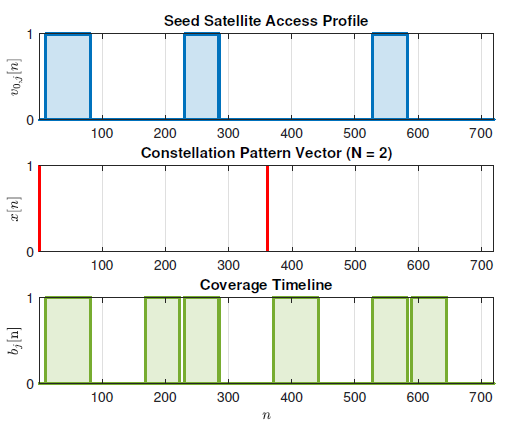 Seed Satellite Access Profile
1
v₀,ⱼ[n]
0
100 200 300 400 500 600 700
Constellation Pattern Vector (N = 2)
1
x[n]
0
100 200 300 400 500 600 700
Coverage Timeline
1
bⱼ[n]
0
100 200 300 400 500 600 700
n